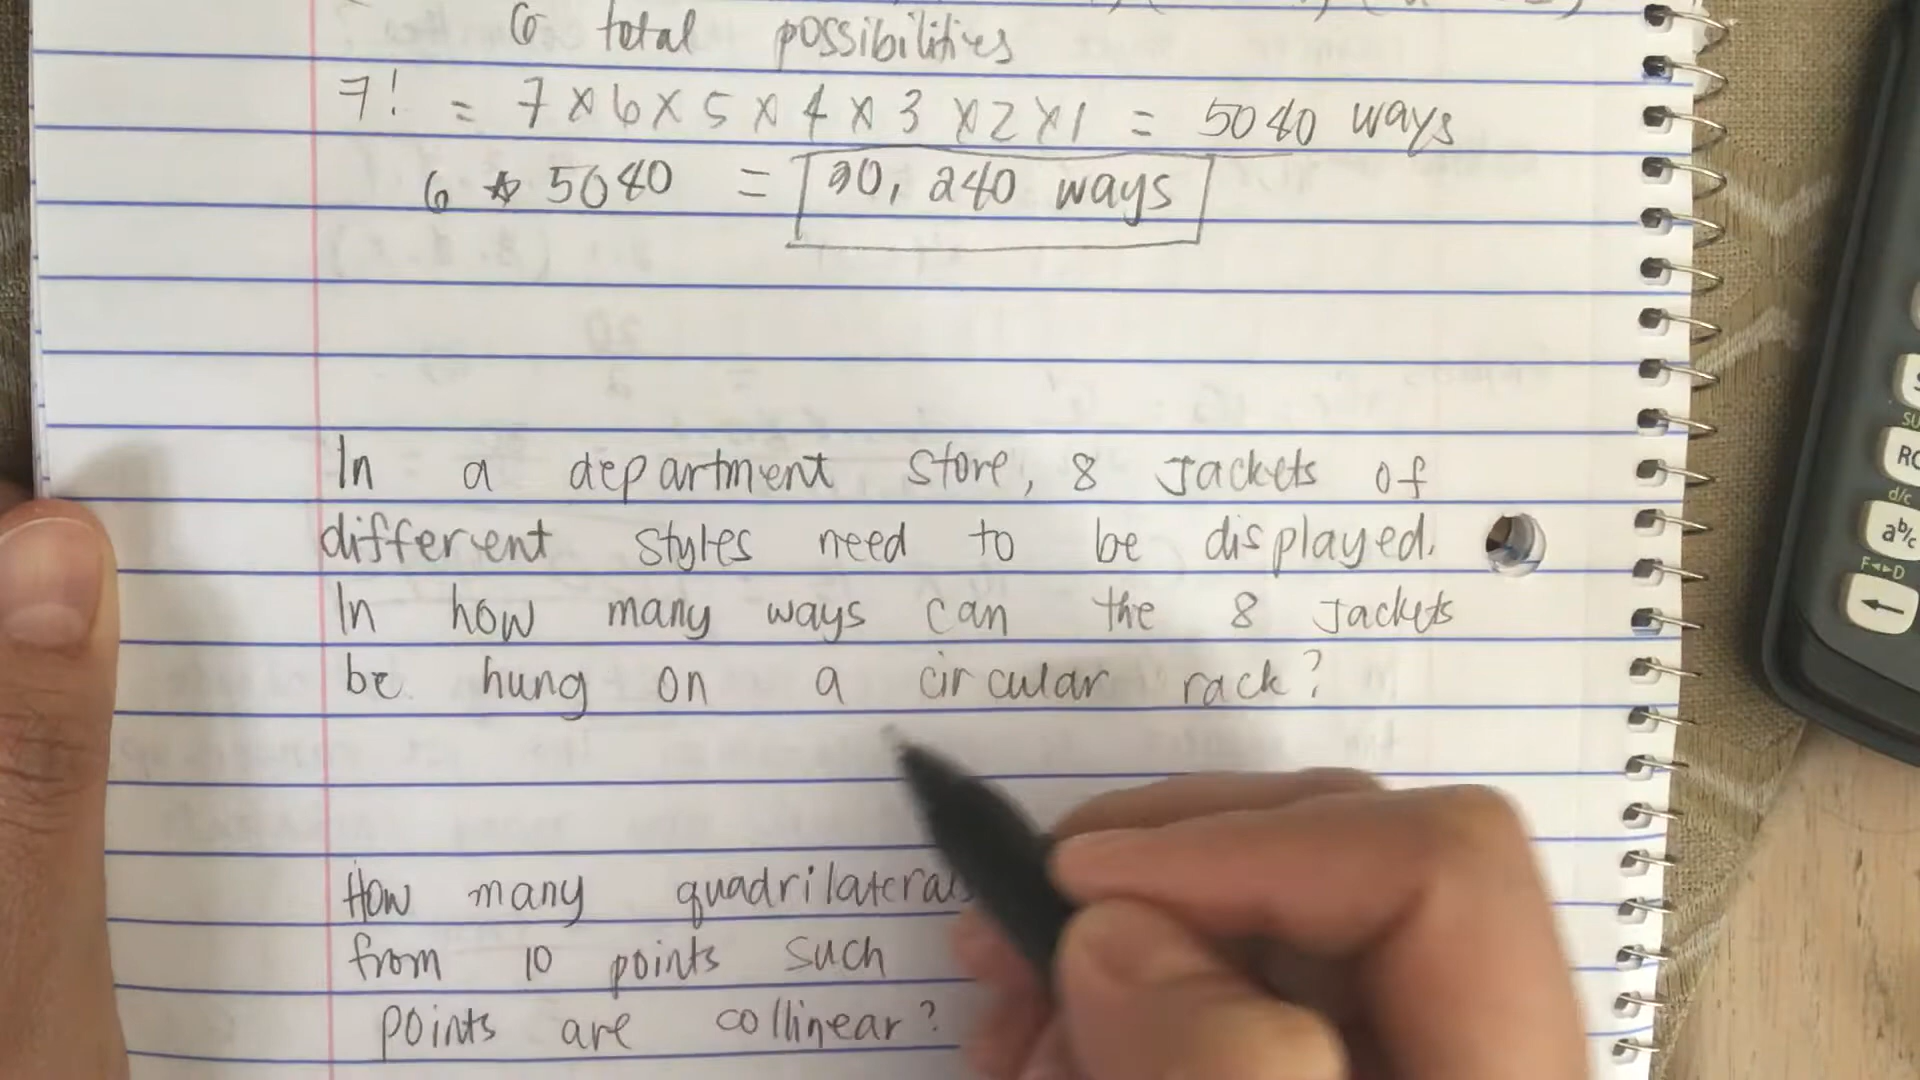 6 total possibilities
7! = 7 x 6 x 5 x 4 x 3 x 2 x 1 = 5040 ways
6 * 5040 = 30,240 ways
In a department store, 8 Jackets of
different styles need to be displayed.
In how many ways can the 8 Jackets
be hung on a circular rack?
How many quadrilaterals
from 10 points such
points are collinear?
d/c
a b/c
F◄►D
←